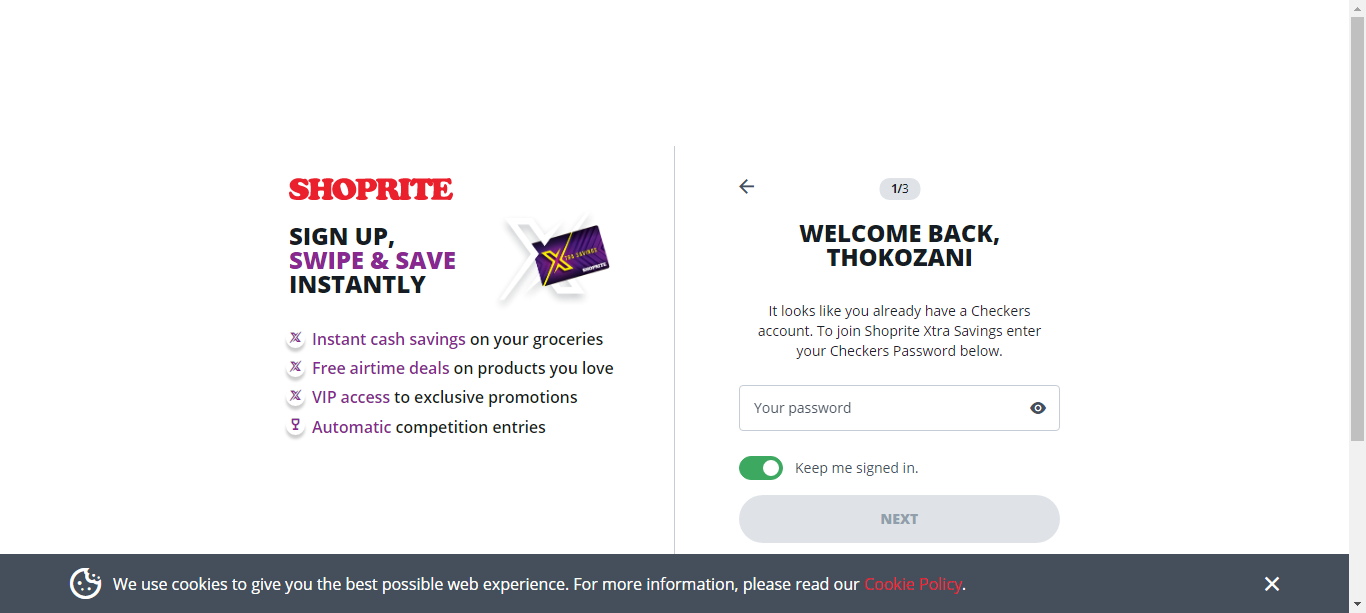 SHOPRITE
SIGN UP,
SWIPE & SAVE
INSTANTLY
XTRA SAVINGS
SHOPRITE
Instant cash savings on your groceries
Free airtime deals on products you love
VIP access to exclusive promotions
Automatic competition entries
1/3
WELCOME BACK,
THOKOZANI
It looks like you already have a Checkers
account. To join Shoprite Xtra Savings enter
your Checkers Password below.
Your password
Keep me signed in.
NEXT
We use cookies to give you the best possible web experience. For more information, please read our Cookie Policy.